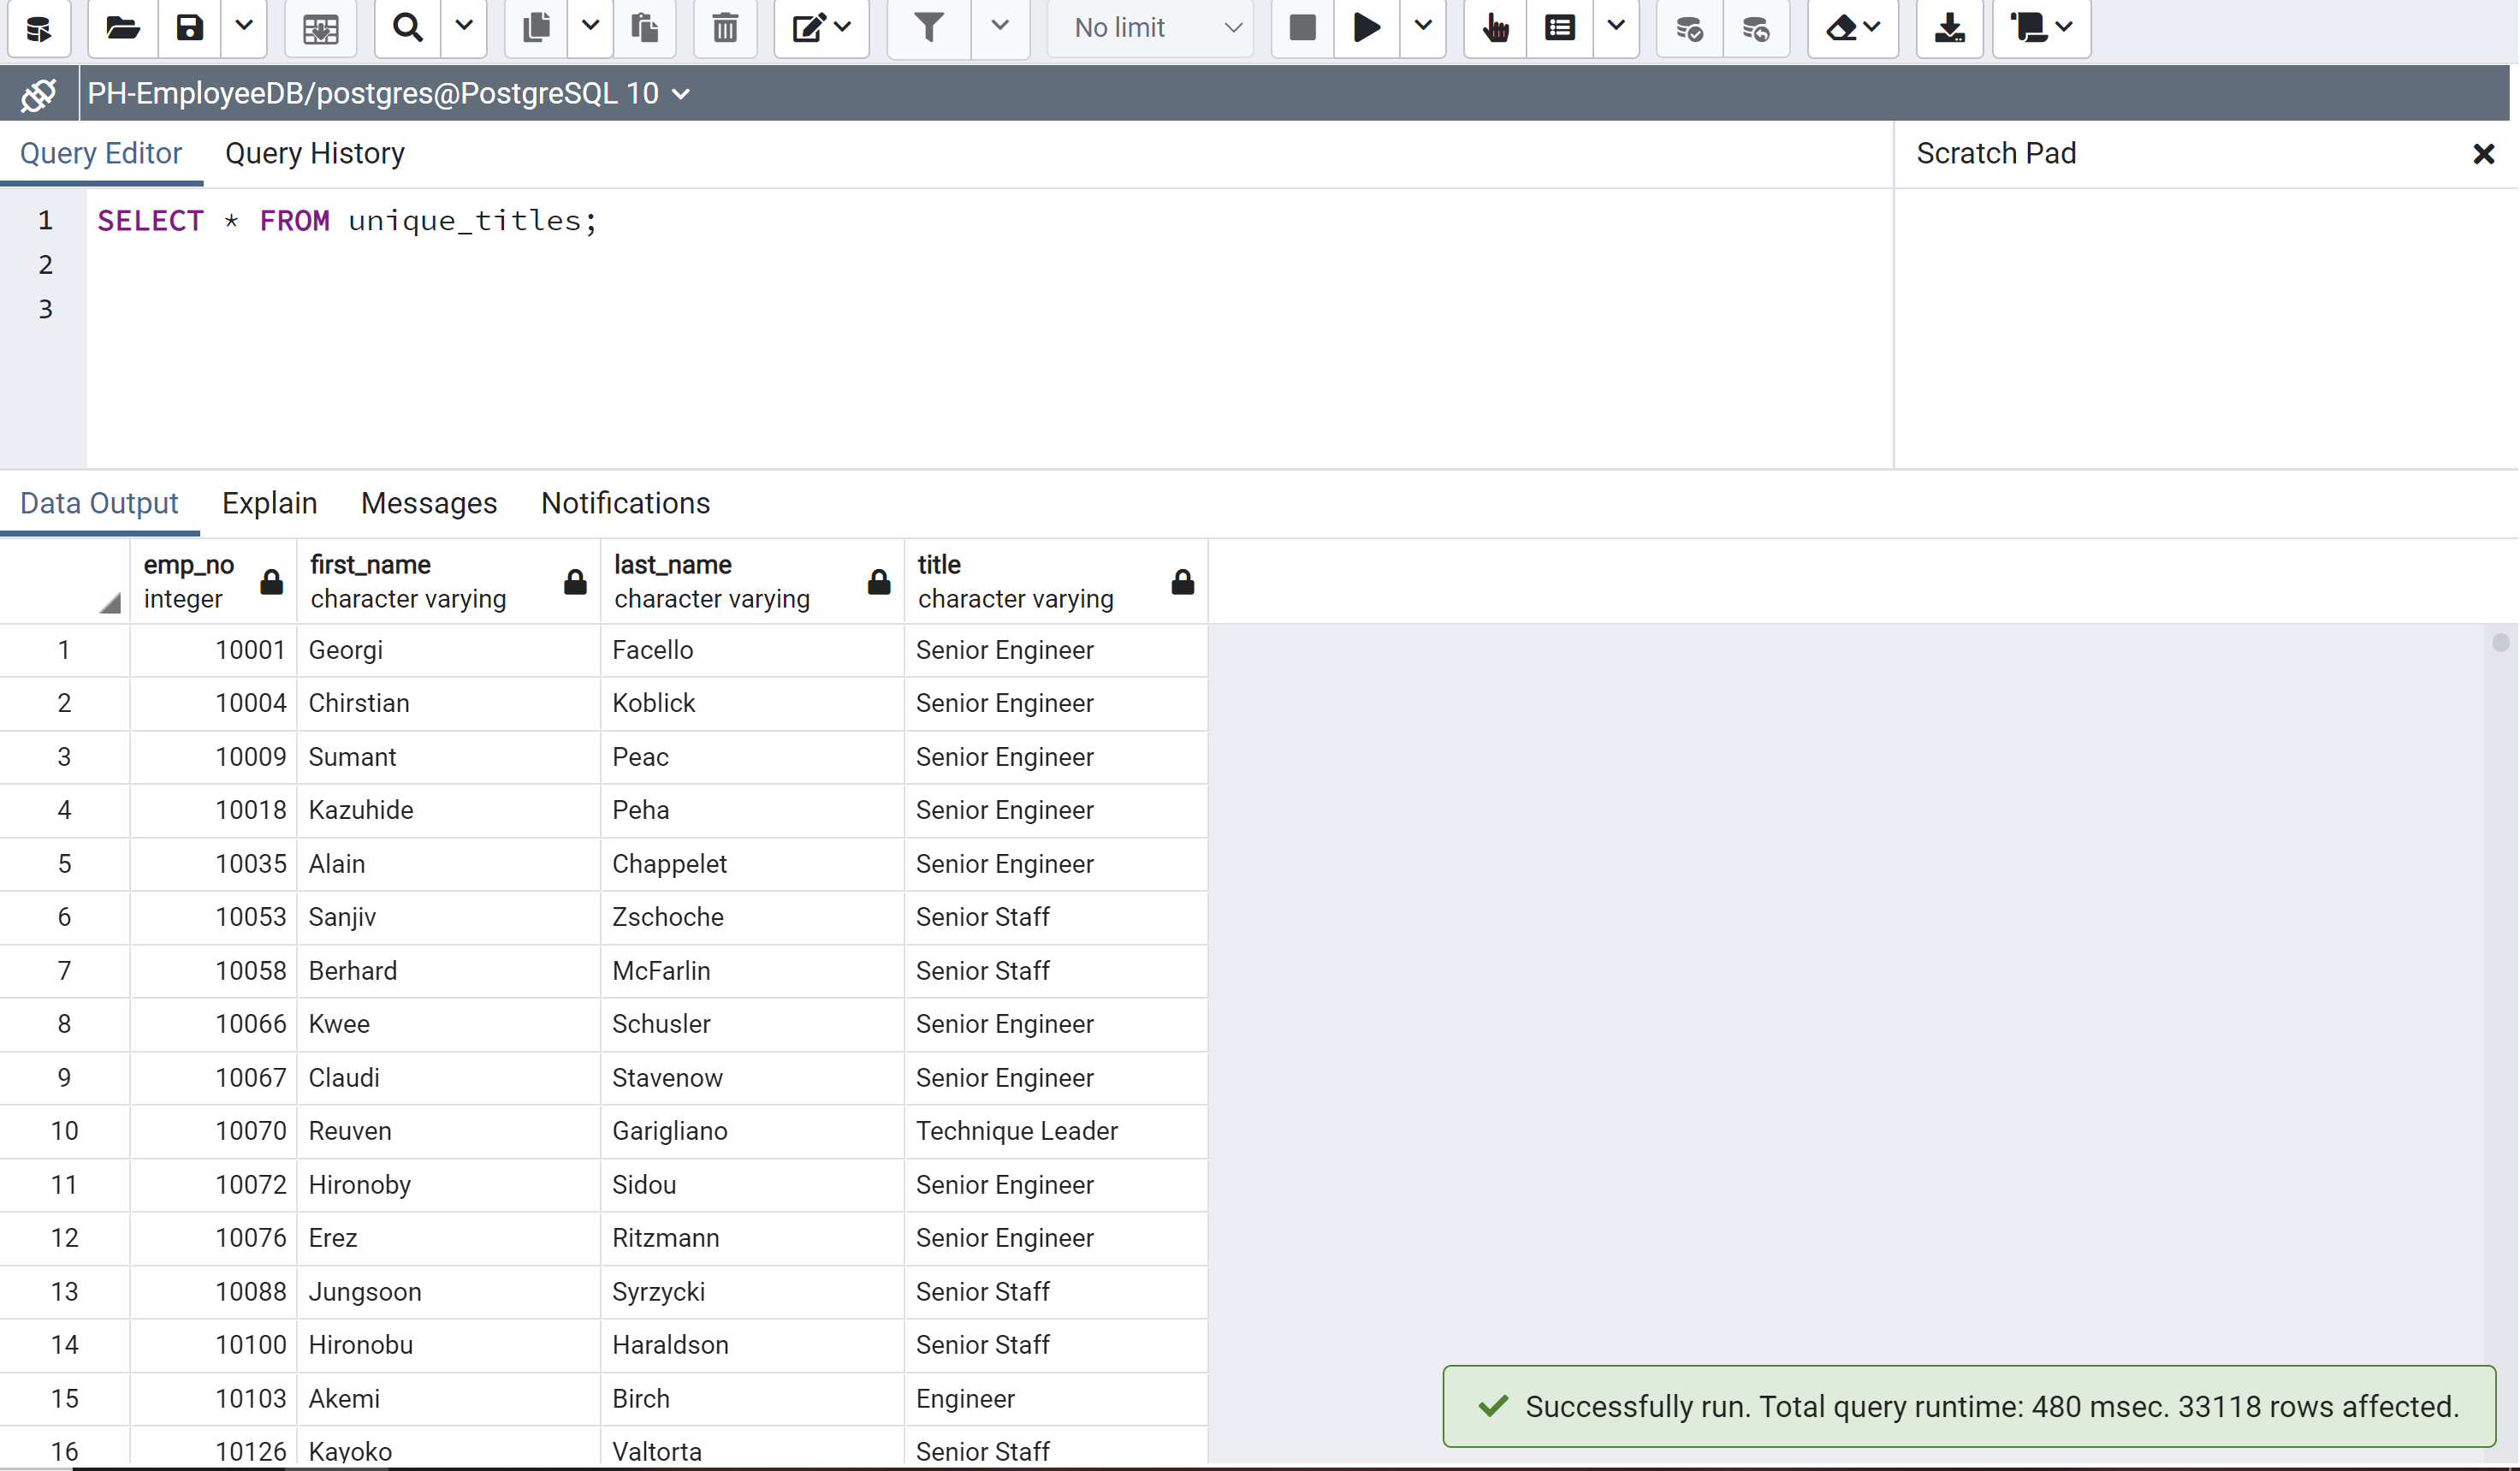 No limit
PH-EmployeeDB/postgres@PostgreSQL 10
Query Editor Query History Scratch Pad
1 SELECT * FROM unique_titles;
2
3
Data Output Explain Messages Notifications
emp_no first_name last_name title
integer character varying character varying character varying
1 10001 Georgi Facello Senior Engineer
2 10004 Chirstian Koblick Senior Engineer
3 10009 Sumant Peac Senior Engineer
4 10018 Kazuhide Peha Senior Engineer
5 10035 Alain Chappelet Senior Engineer
6 10053 Sanjiv Zschoche Senior Staff
7 10058 Berhard McFarlin Senior Staff
8 10066 Kwee Schusler Senior Engineer
9 10067 Claudi Stavenow Senior Engineer
10 10070 Reuven Garigliano Technique Leader
11 10072 Hironoby Sidou Senior Engineer
12 10076 Erez Ritzmann Senior Engineer
13 10088 Jungsoon Syrzycki Senior Staff
14 10100 Hironobu Haraldson Senior Staff
15 10103 Akemi Birch Engineer
Successfully run. Total query runtime: 480 msec. 33118 rows affected.
16 10126 Kayoko Valtorta Senior Staff